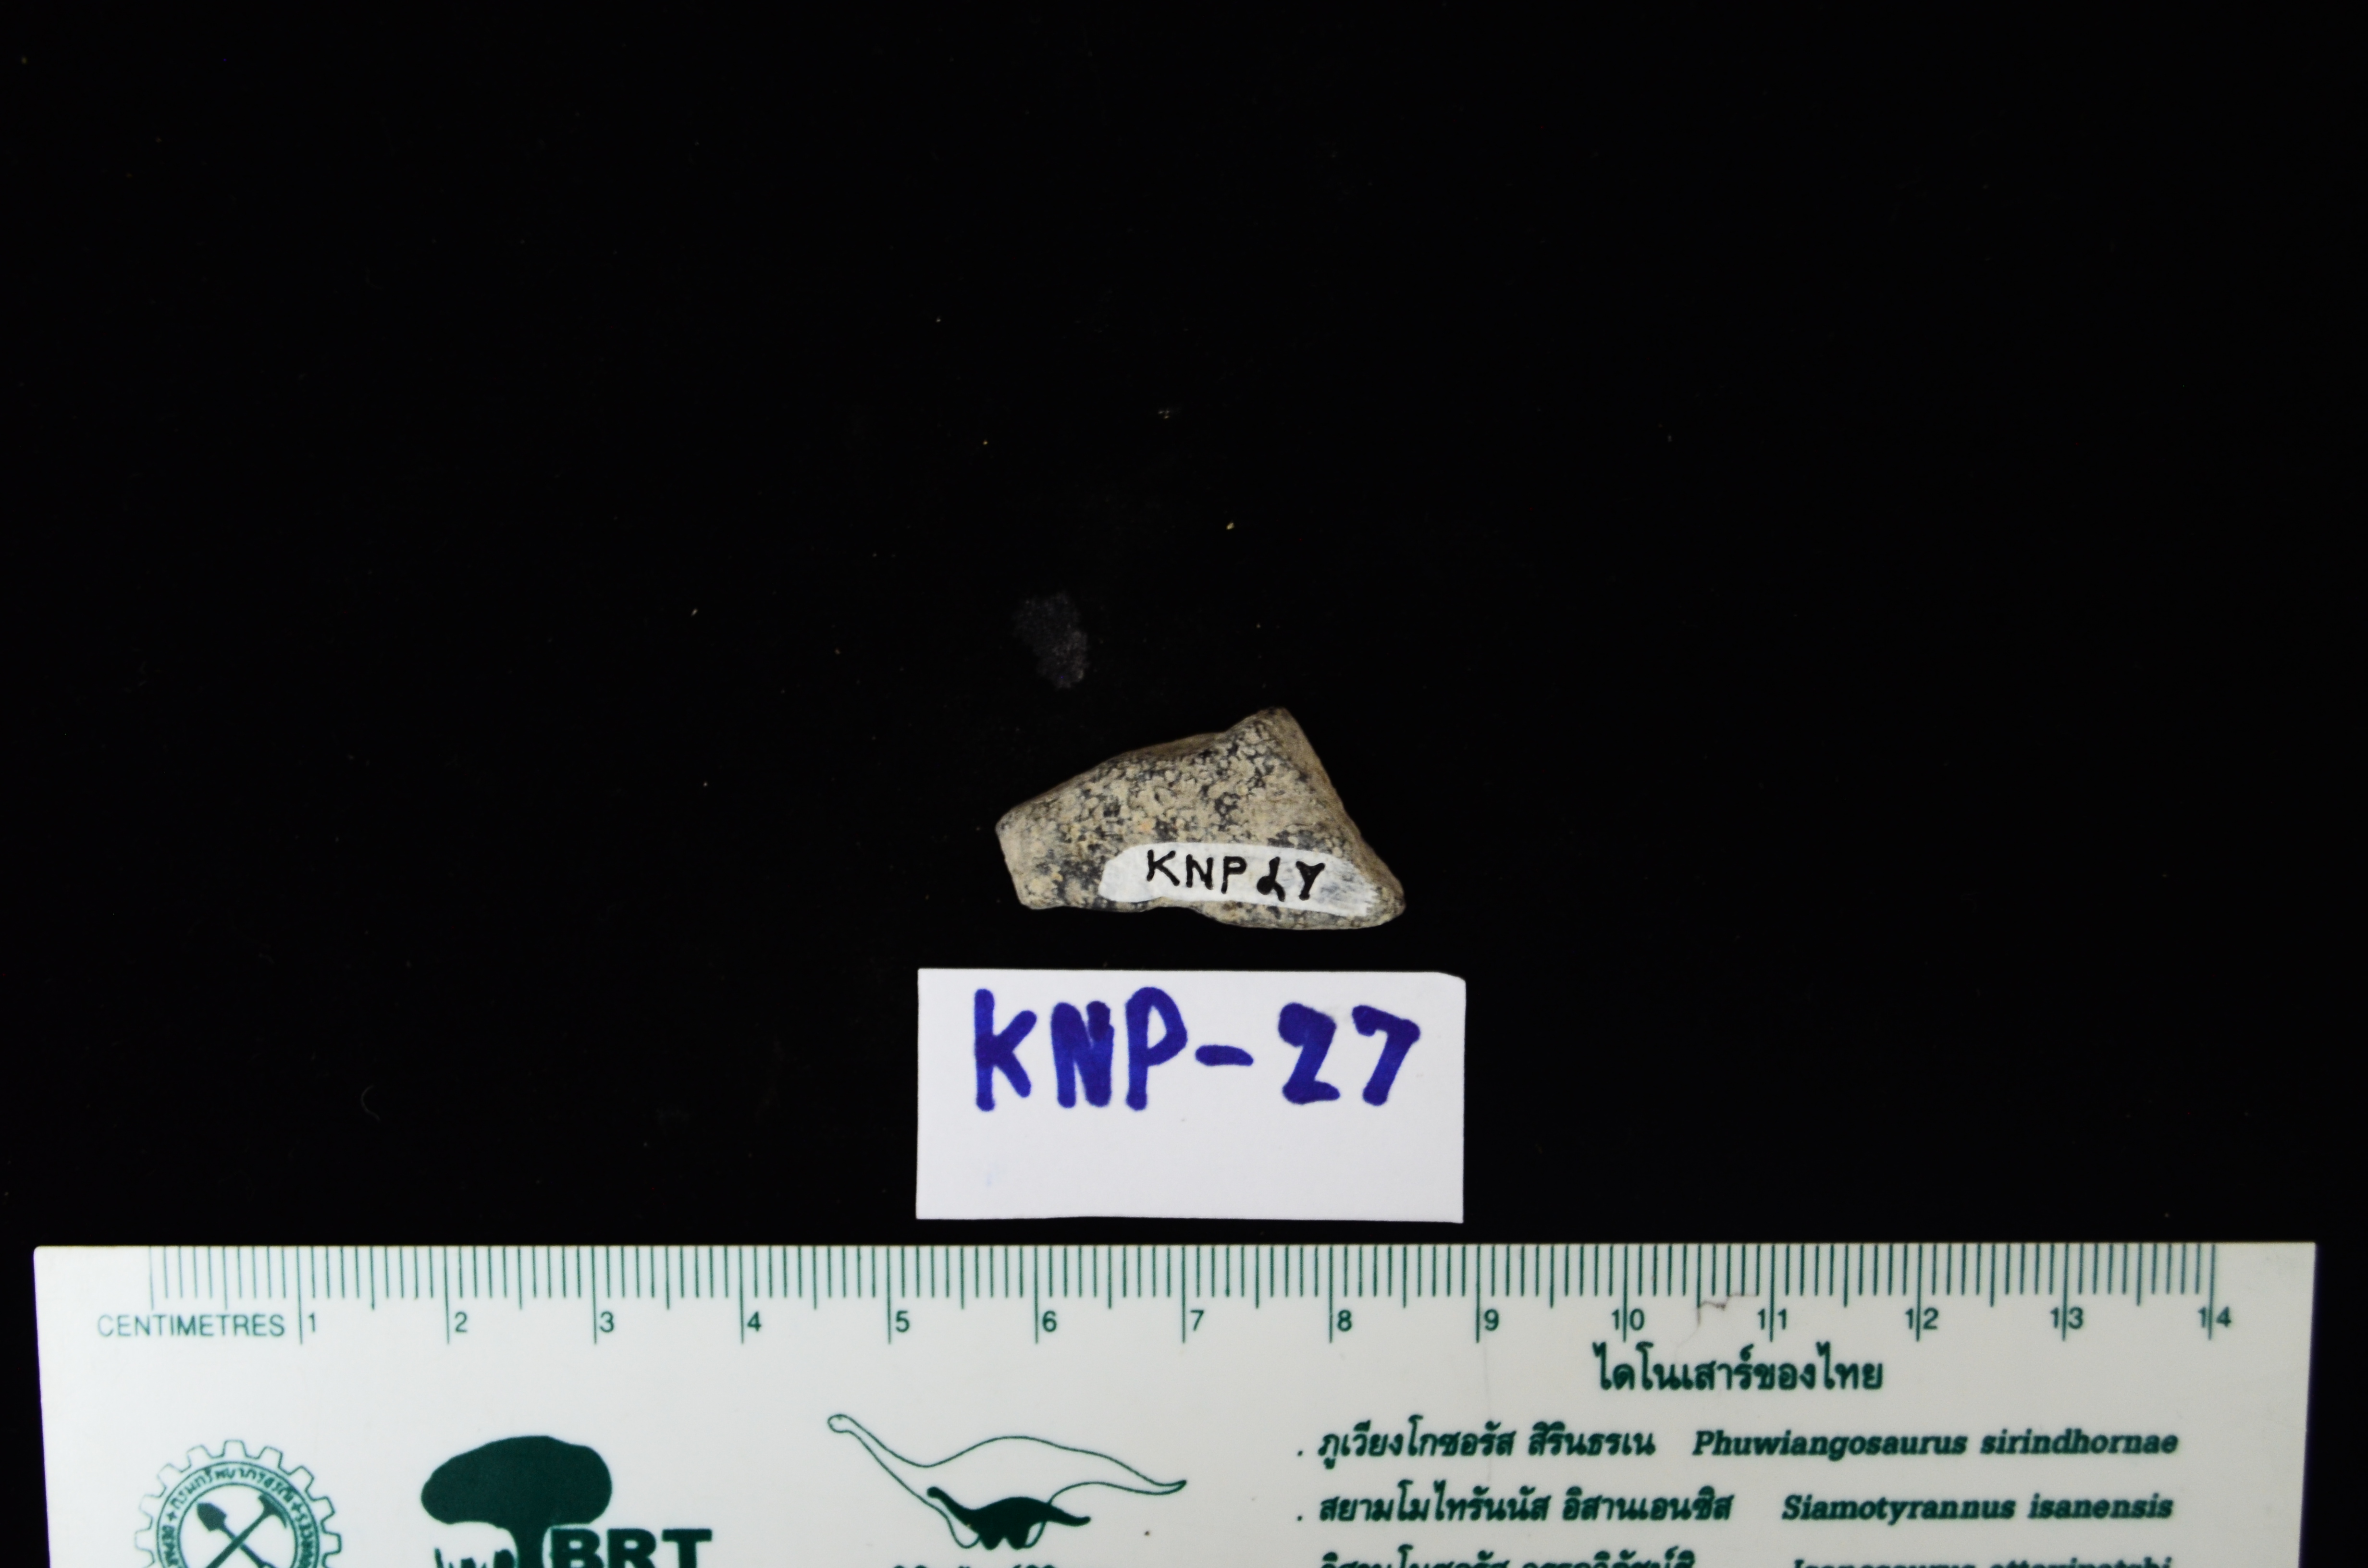 KNP27
KNP-27
CENTIMETRES 1 2 3 4 5 6 7 8 9 10 11 12 13 14
ไดโนเสาร์ของไทย
. ภูเวียงโกซอรัส สิรินธรเน Phuwiangosaurus sirindhornae
. สยามโมไทรันนัส อิสานเอนซิส Siamotyrannus isanensis
BRT